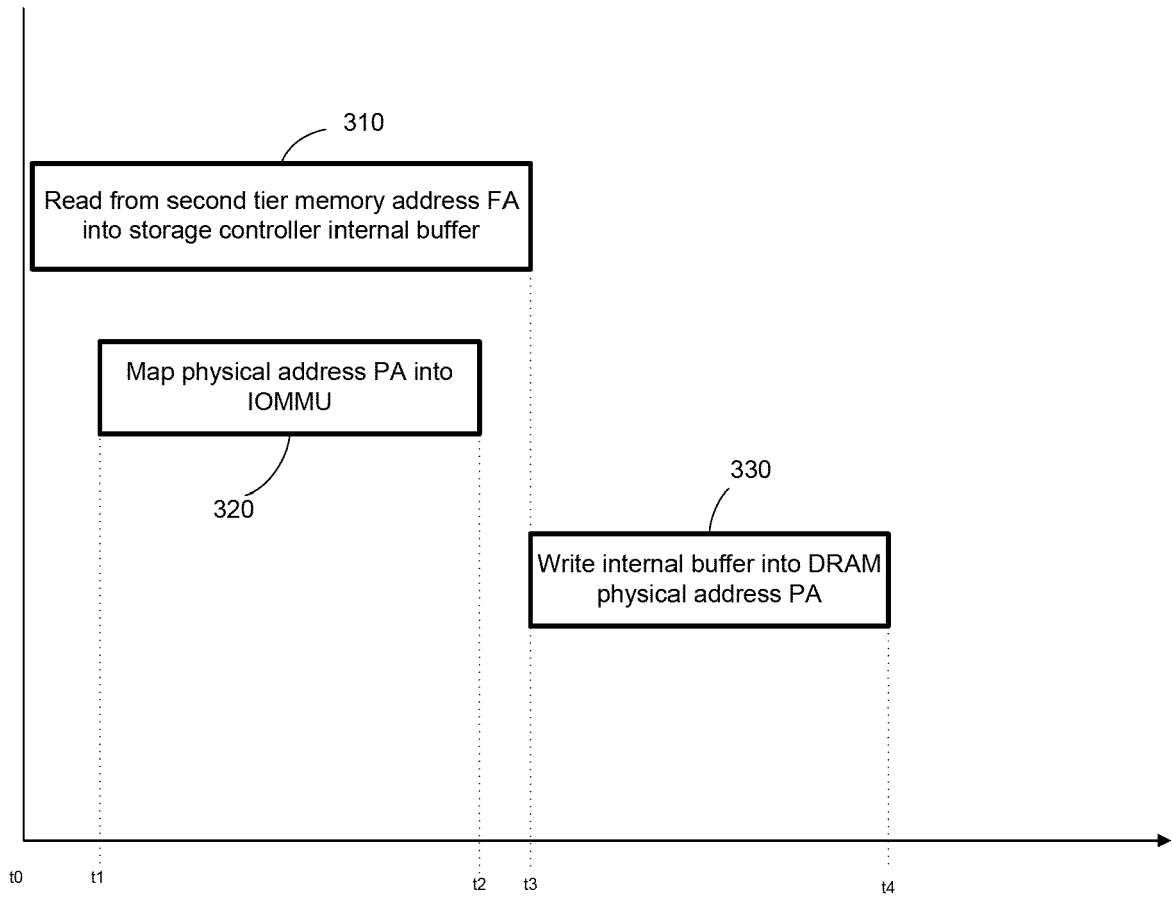 310
Read from second tier memory address FA
into storage controller internal buffer
Map physical address PA into
IOMMU
320
330
Write internal buffer into DRAM
physical address PA
t0
t1
t2
t3
t4